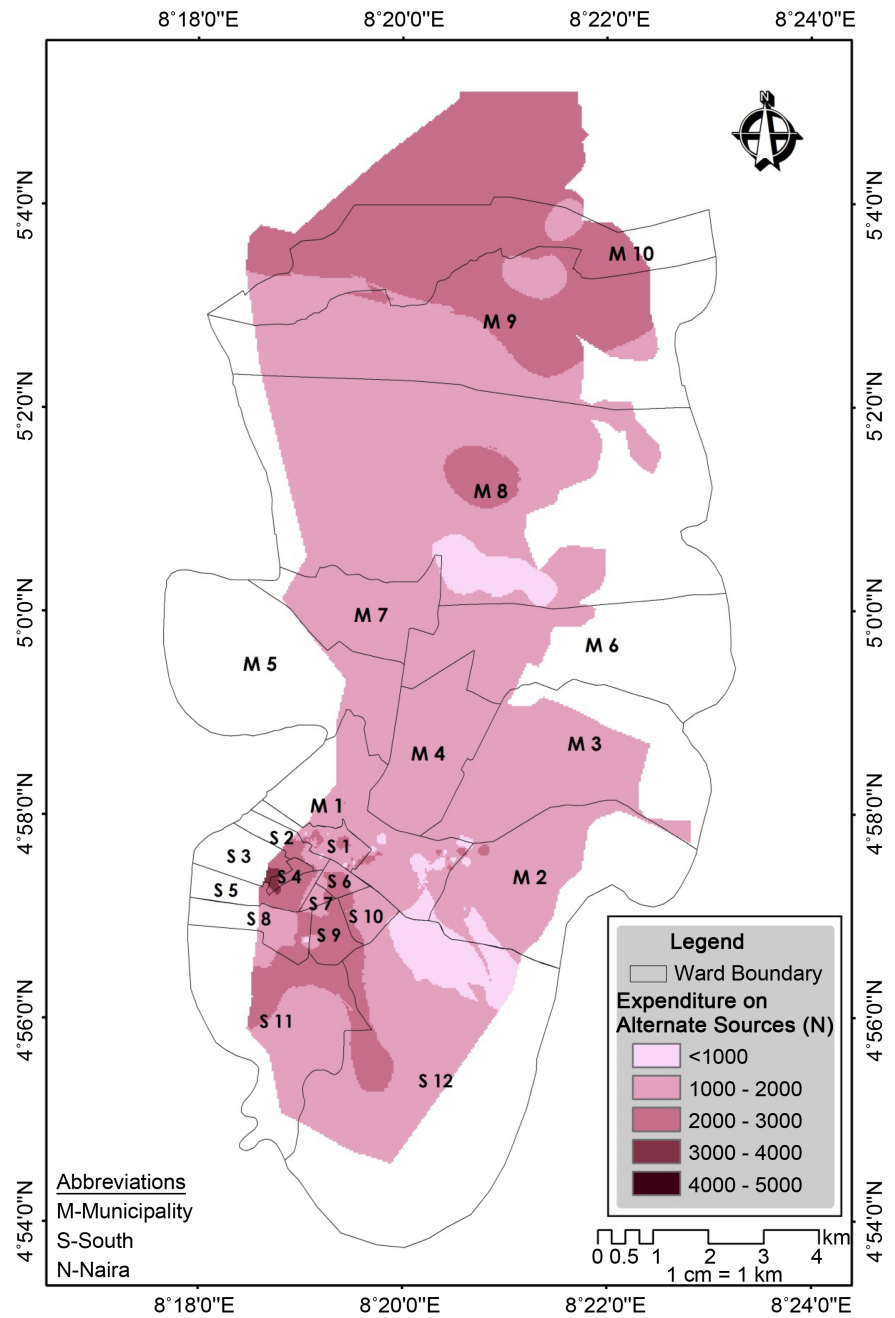 8°18'0"E 8°20'0"E 8°22'0"E 8°24'0"E
N
5°4'0"N 5°4'0"N
M 10
M 9
5°2'0"N 5°2'0"N
M 8
5°0'0"N 5°0'0"N
M 7
M 6
M 5
M 3
M 4
4°58'0"N 4°58'0"N
M 1
S 2
S 1
S 3
S 4
S 6
M 2
S 5
S 7
S 8
S 10
S 9
4°56'0"N 4°56'0"N
S 11
S 12
Legend
Ward Boundary
Expenditure on
Alternate Sources (N)
<1000
1000 - 2000
2000 - 3000
3000 - 4000
4000 - 5000
Abbreviations
M-Municipality
S-South
N-Naira
4°54'0"N 4°54'0"N
km
0 0.5 1 2 3 4
1 cm = 1 km
8°18'0"E 8°20'0"E 8°22'0"E 8°24'0"E